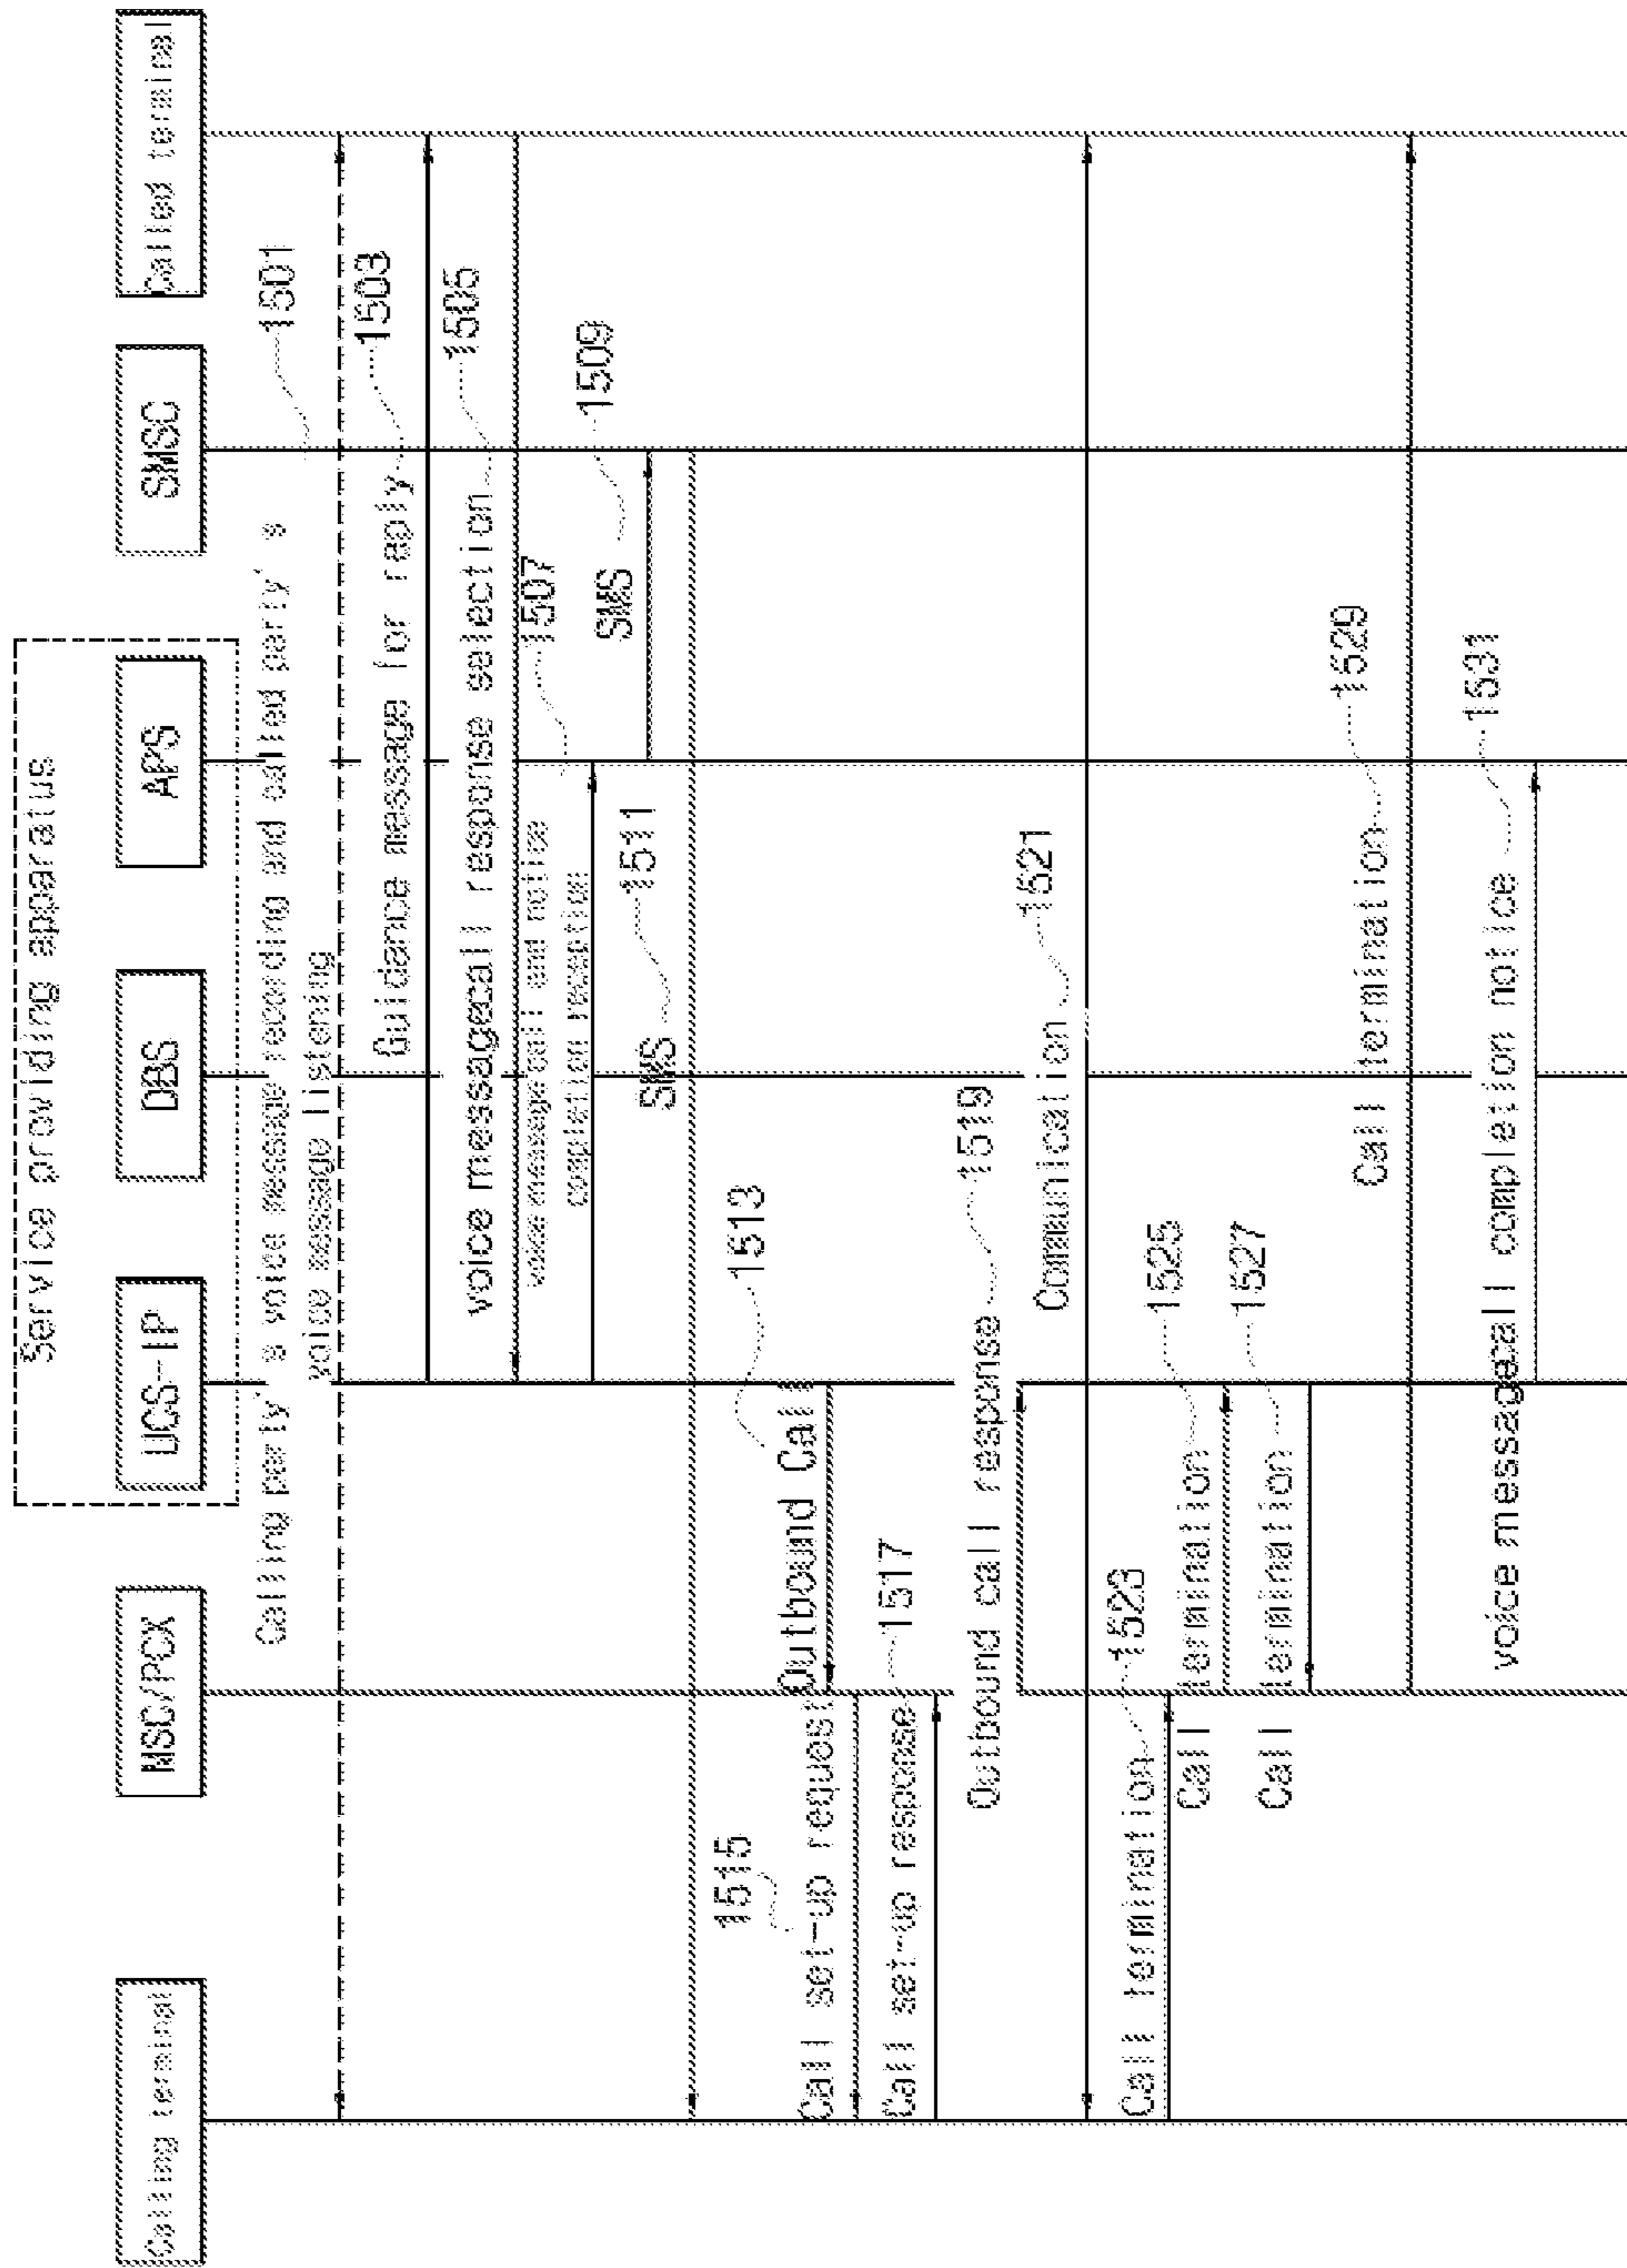 Service providing apparatus
Calling terminal
MSC/PCX
UCS-IP
DBS
APS
SMSC
Called terminal
Calling party's voice message recording and called party's
voice message listening
1501
Guidance message for reply
1503
voice messagecall response selection
1505
voice message call end notice
completion reception
1507
SMS
1509
SMS
1511
Outbound Call
1513
Call set-up request
1515
Call set-up response
1517
Outbound call response
1519
Communication
1521
Call termination
1523
Call termination
1525
Call termination
1527
Call termination
1529
voice messagecall completion notice
1531